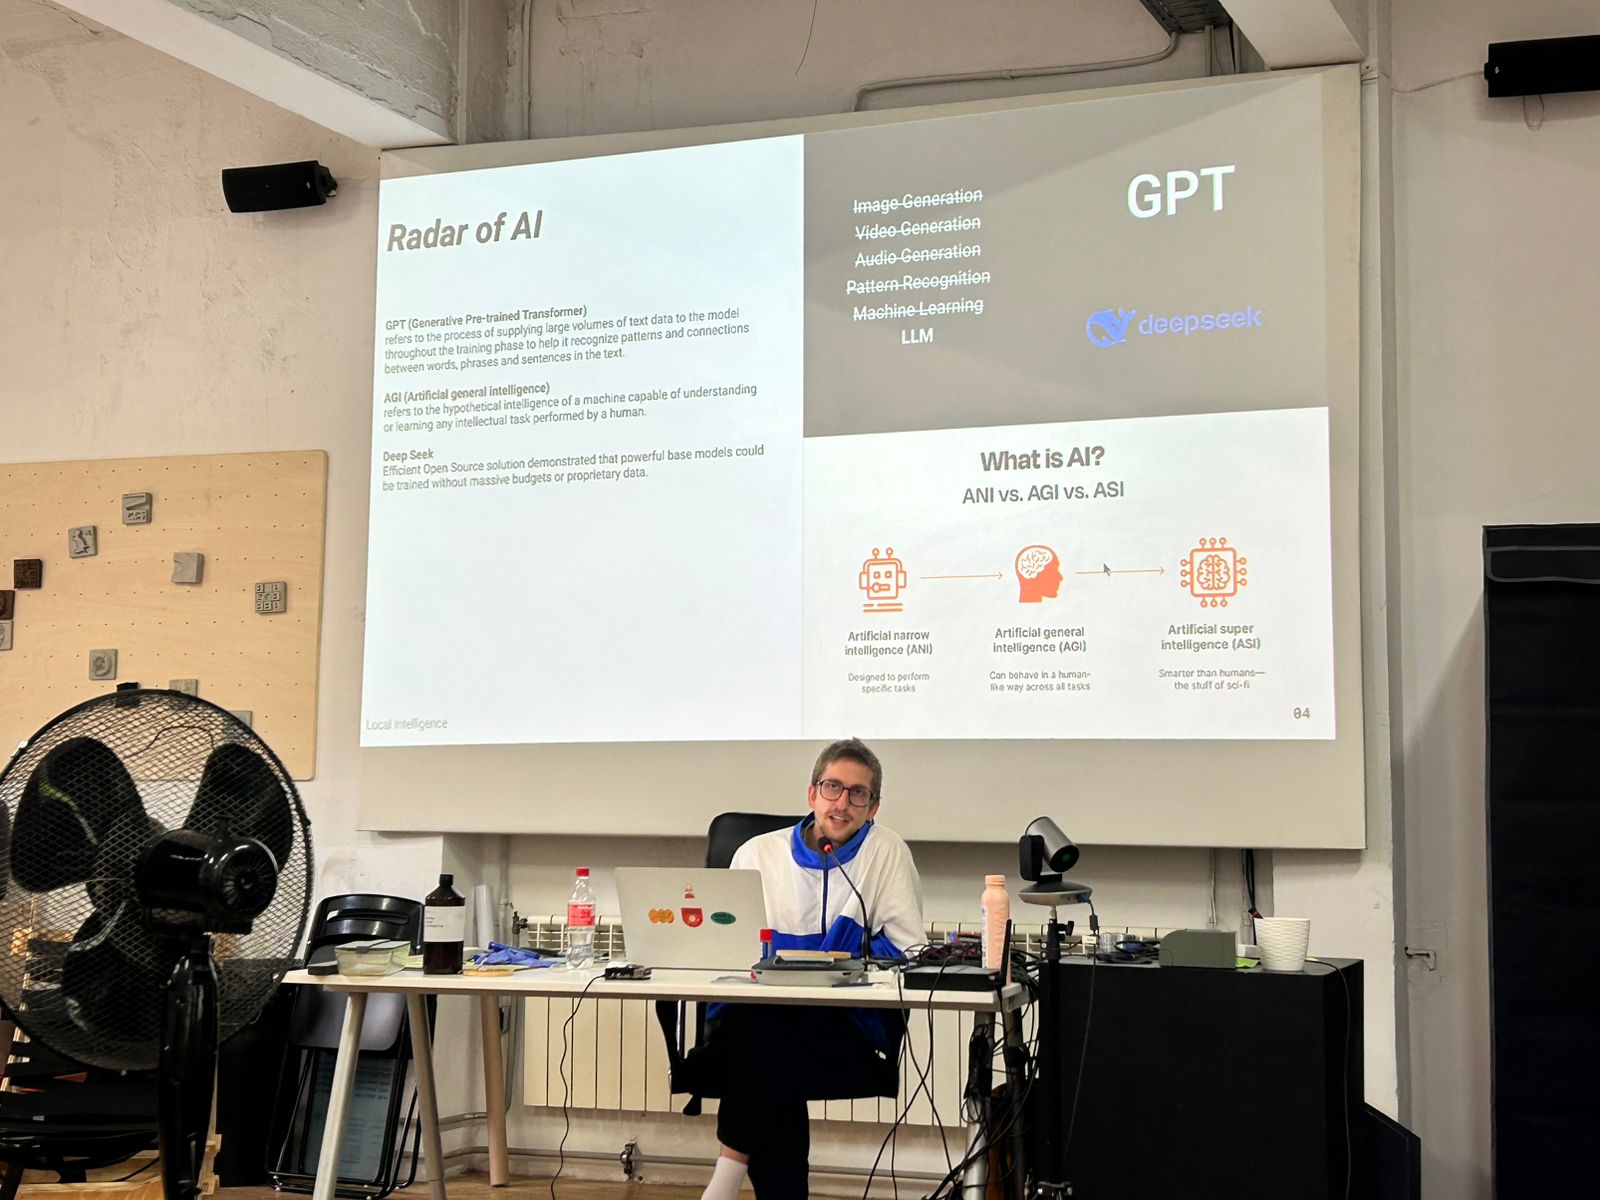 Radar of AI
GPT (Generative Pre-trained Transformer)
refers to the process of supplying large volumes of text data to the model
throughout the training phase to help it recognize patterns and connections
between words, phrases and sentences in the text.
AGI (Artificial general intelligence)
refers to the hypothetical intelligence of a machine capable of understanding
or learning any intellectual task performed by a human.
Deep Seek
Efficient Open Source solution demonstrated that powerful base models could
be trained without massive budgets or proprietary data.
Local Intelligence
Image Generation
Video Generation
Audio Generation
Pattern Recognition
Machine Learning
LLM
GPT
deepseek
What is AI?
ANI vs. AGI vs. ASI
Artificial narrow
intelligence (ANI)
Designed to perform
specific tasks
Artificial general
intelligence (AGI)
Can behave in a human-
like way across all tasks
Artificial super
intelligence (ASI)
Smarter than humans—
the stuff of sci-fi
04